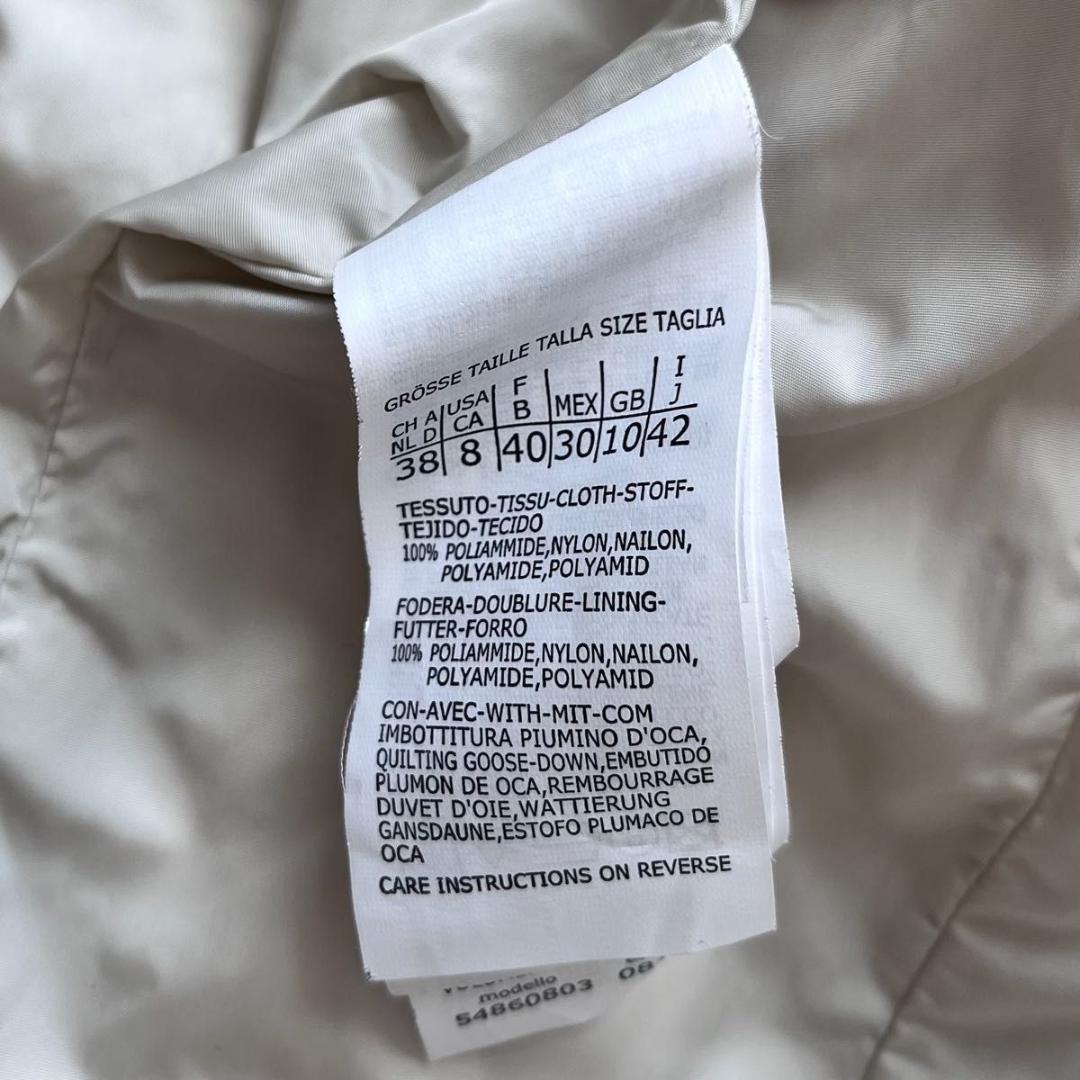 GRÖSSE TAILLE TALLA SIZE TAGLIA
CH A USA F MEX GB I
NL D CA B J
38 8 40 30 10 42
TESSUTO-TISSU-CLOTH-STOFF-
TEJIDO-TECIDO
100% POLIAMMIDE,NYLON,NAILON,
POLYAMIDE,POLYAMID
FODERA-DOUBLURE-LINING-
FUTTER-FORRO
100% POLIAMMIDE,NYLON,NAILON,
POLYAMIDE,POLYAMID
CON-AVEC-WITH-MIT-COM
IMBOTTITURA PIUMINO D'OCA,
QUILTING GOOSE-DOWN,EMBUTIDO
PLUMON DE OCA,REMBOURRAGE
DUVET D'OIE,WATTIERUNG
GANSDAUNE,ESTOFO PLUMACO DE
OCA
CARE INSTRUCTIONS ON REVERSE
modello
54860803 08